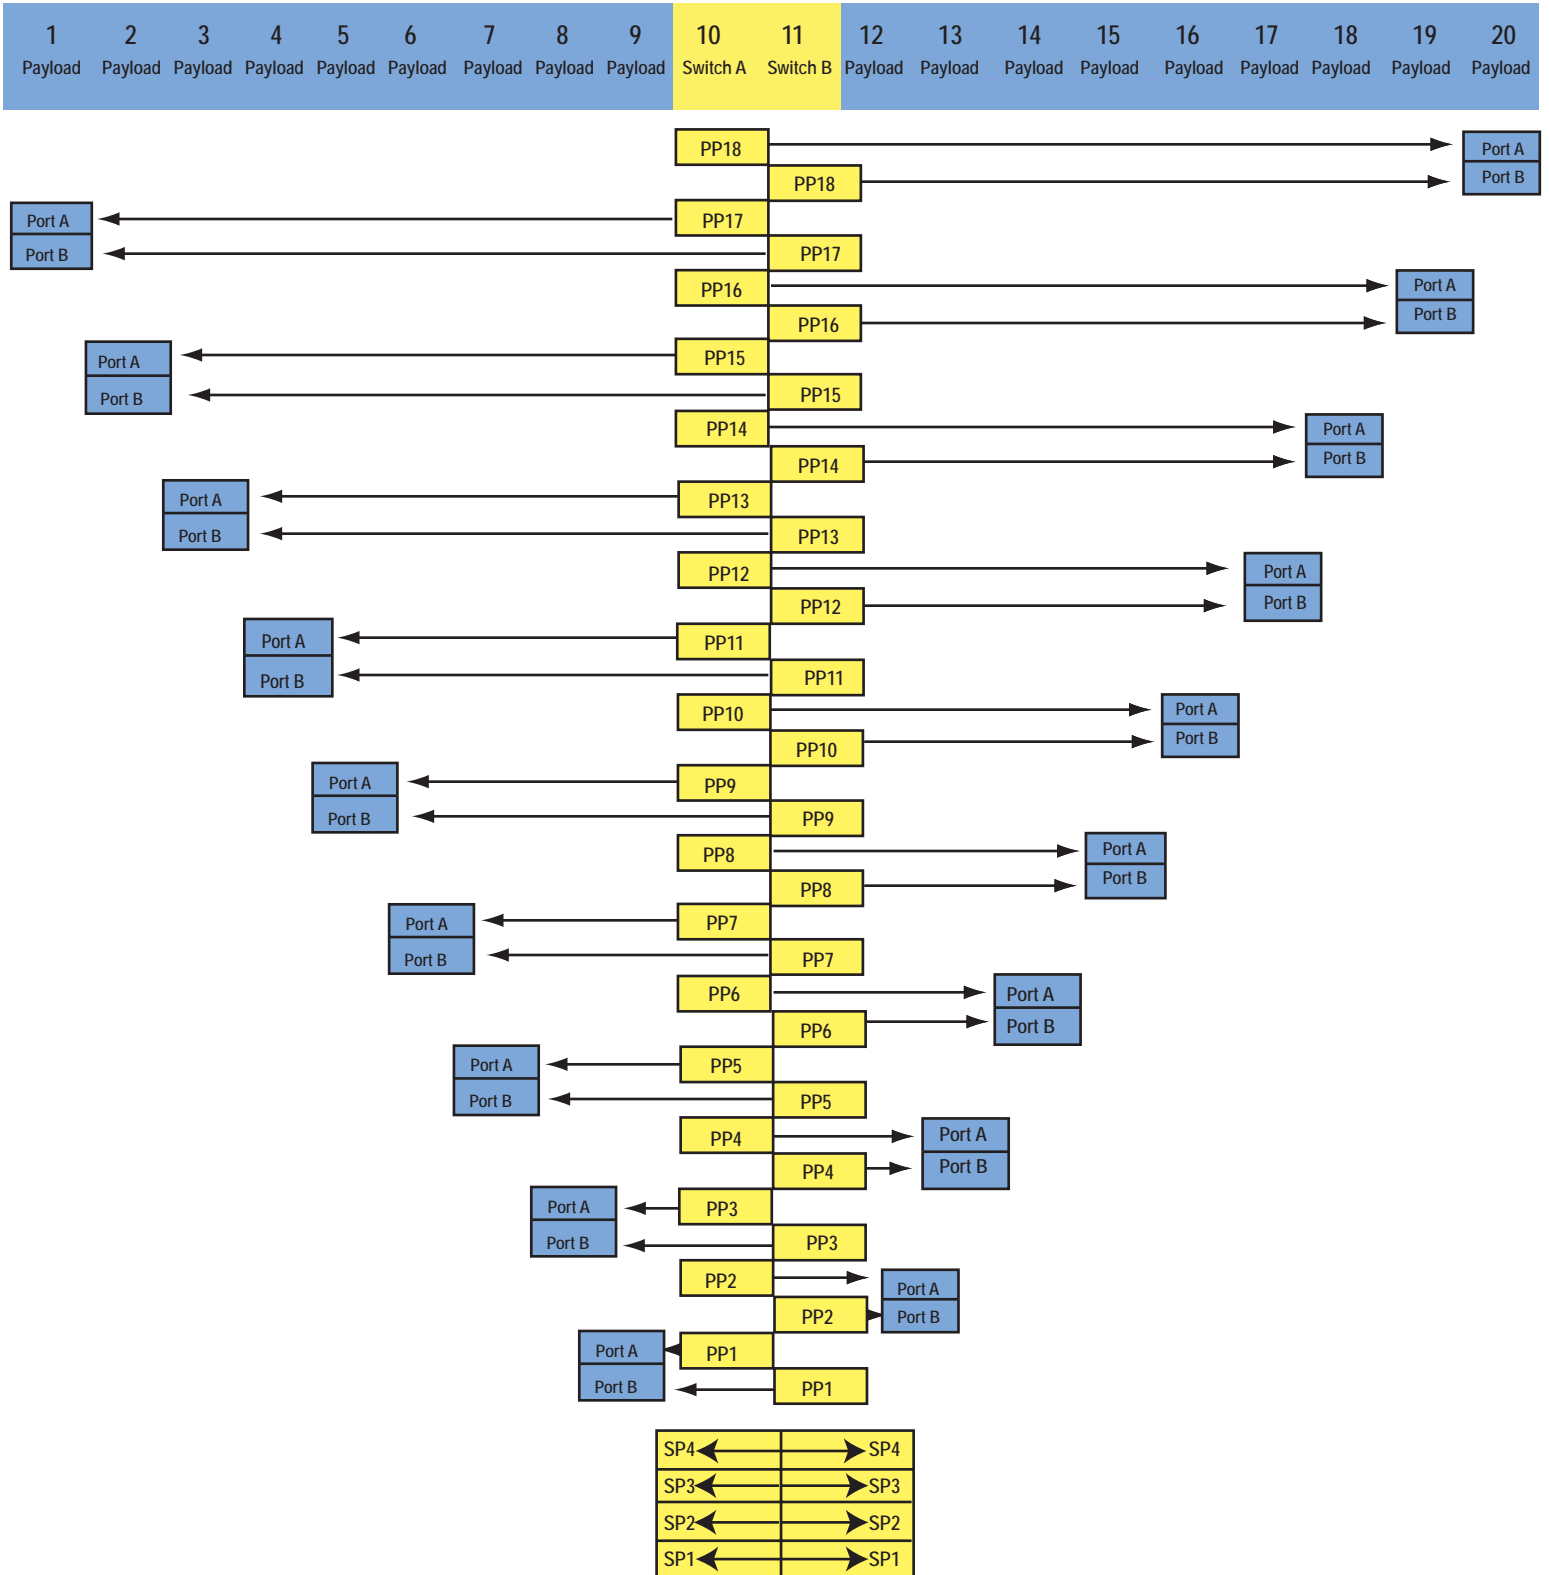 1 2 3 4 5 6 7 8 9 10 11 12 13 14 15 16 17 18 19 20
Payload Payload Payload Payload Payload Payload Payload Payload Payload Switch A Switch B Payload Payload Payload Payload Payload Payload Payload Payload Payload
PP18 Port A
PP18 Port B
Port A PP17
Port B PP17
PP16 Port A
PP16 Port B
Port A PP15
Port B PP15
PP14 Port A
PP14 Port B
Port A PP13
Port B PP13
PP12 Port A
PP12 Port B
Port A PP11
Port B PP11
PP10 Port A
PP10 Port B
Port A PP9
Port B PP9
PP8 Port A
PP8 Port B
Port A PP7
Port B PP7
PP6 Port A
PP6 Port B
Port A PP5
Port B PP5
PP4 Port A
PP4 Port B
Port A PP3
Port B PP3
PP2 Port A
PP2 Port B
Port A PP1
Port B PP1
SP4 SP4
SP3 SP3
SP2 SP2
SP1 SP1